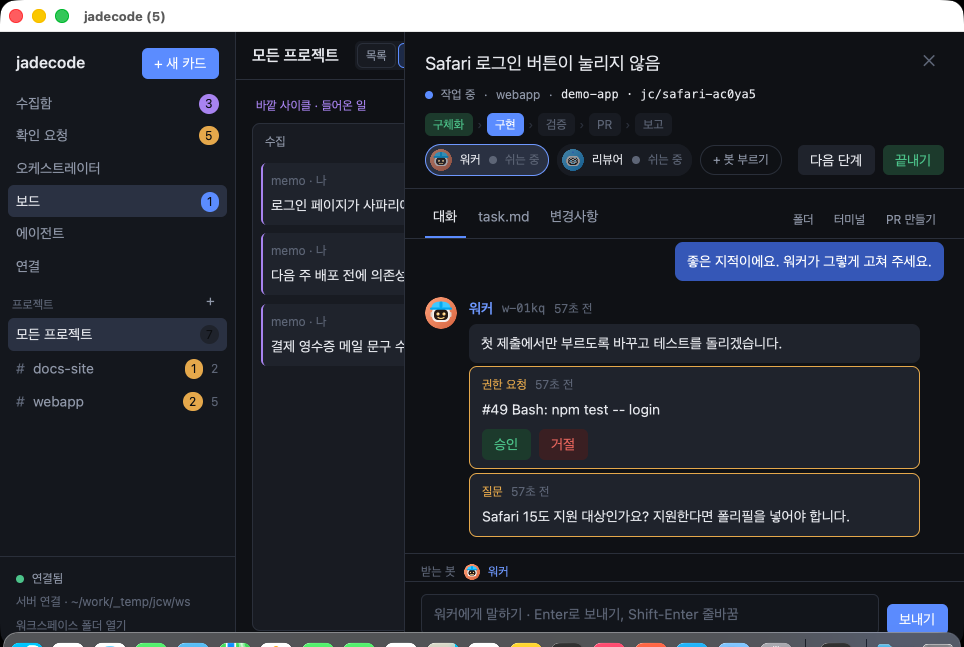 jadecode (5)
jadecode
+ 새 카드
수집함 3
확인 요청 5
오케스트레이터
보드 1
에이전트
연결
프로젝트 +
모든 프로젝트 7
# docs-site 1 2
# webapp 2 5
연결됨
서버 연결 · ~/work/_temp/jcw/ws
워크스페이스 폴더 열기
모든 프로젝트 목록
바깥 사이클 · 들어온 일
수집
memo · 나
로그인 페이지가 사파리
memo · 나
다음 주 배포 전에 의존성
memo · 나
결제 영수증 메일 문구 수
Safari 로그인 버튼이 눌리지 않음
작업 중 · webapp · demo-app · jc/safari-ac0ya5
구체화 › 구현 › 검증 › PR › 보고
워커 쉬는 중 리뷰어 쉬는 중 + 봇 부르기 다음 단계 끝내기
대화 task.md 변경사항 폴더 터미널 PR 만들기
좋은 지적이에요. 워커가 그렇게 고쳐 주세요.
워커 w-01kq 57초 전
첫 제출에서만 부르도록 바꾸고 테스트를 돌리겠습니다.
권한 요청 57초 전
#49 Bash: npm test -- login
승인 거절
질문 57초 전
Safari 15도 지원 대상인가요? 지원한다면 폴리필을 넣어야 합니다.
받는 봇 워커
워커에게 말하기 · Enter로 보내기, Shift-Enter 줄바꿈
보내기